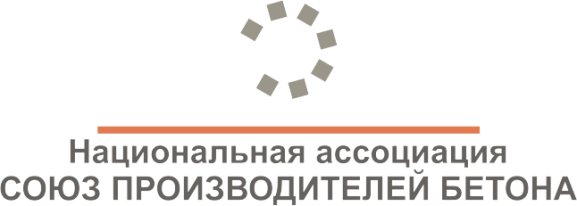 Национальная ассоциация
СОЮЗ ПРОИЗВОДИТЕЛЕЙ БЕТОНА